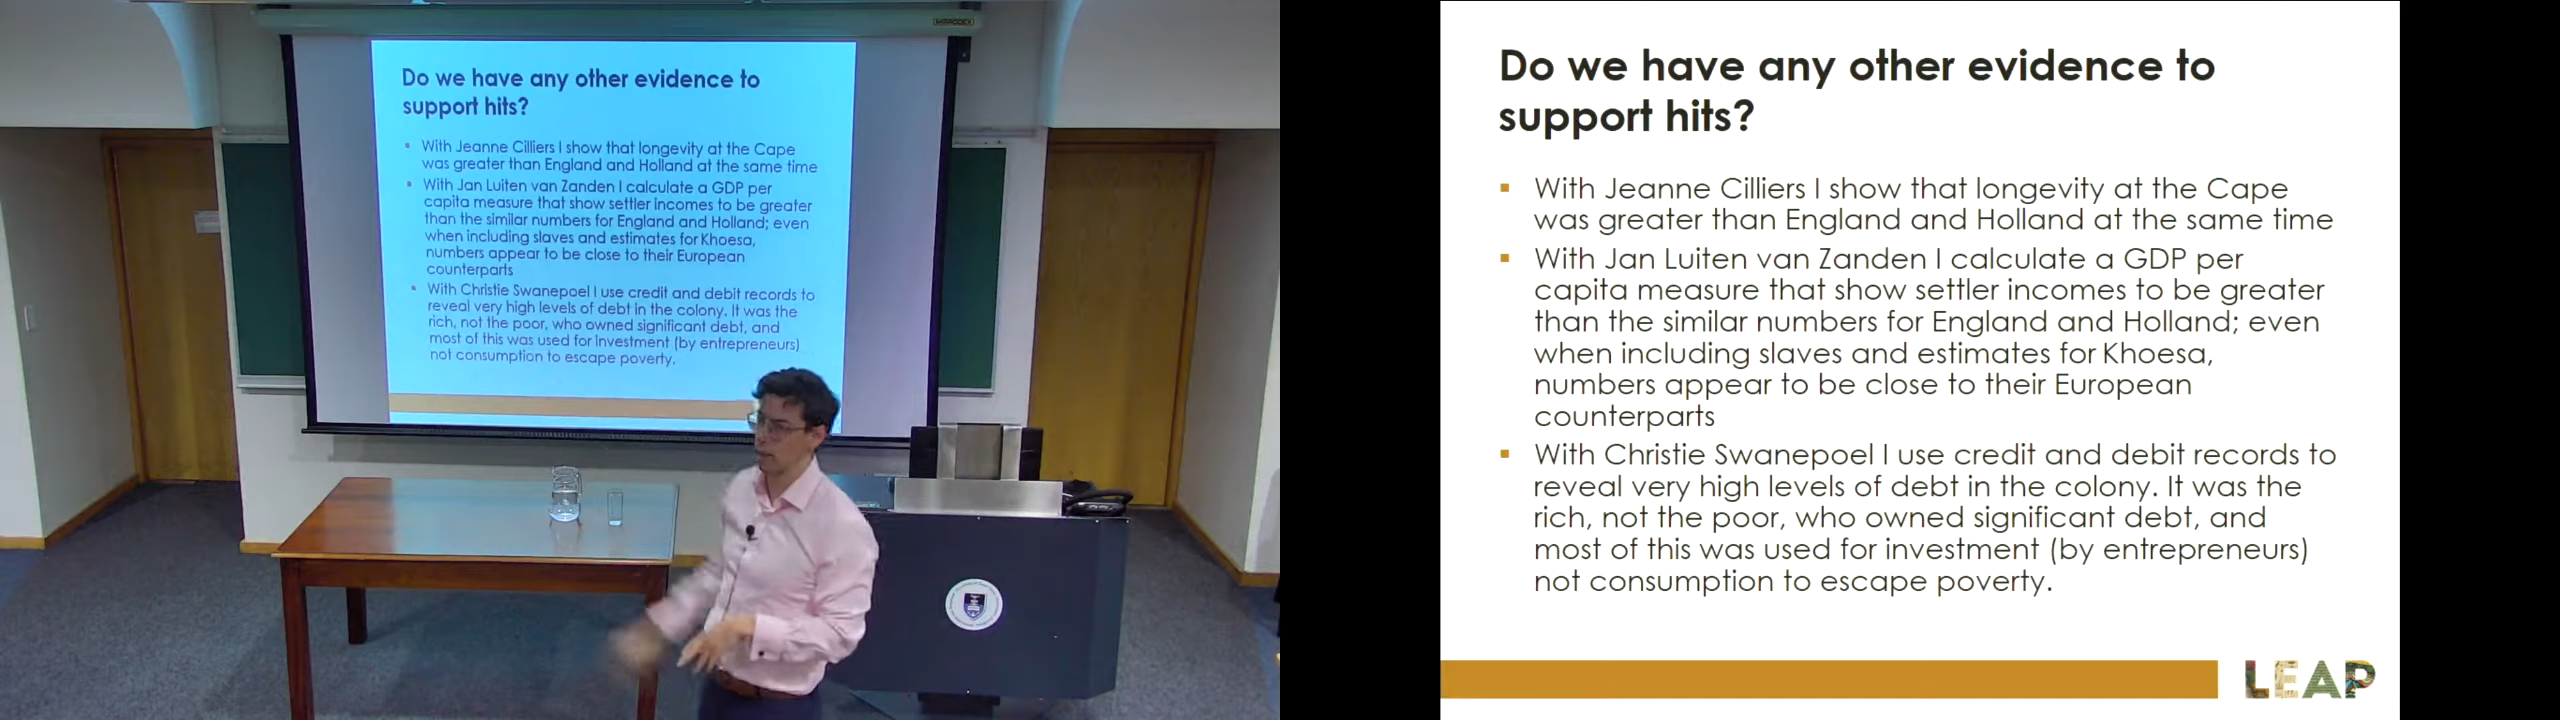 Do we have any other evidence to
support hits?
With Jeanne Cilliers I show that longevity at the Cape
was greater than England and Holland at the same time
With Jan Luiten van Zanden I calculate a GDP per
capita measure that show settler incomes to be greater
than the similar numbers for England and Holland; even
when including slaves and estimates for Khoesa,
numbers appear to be close to their European
counterparts
With Christie Swanepoel I use credit and debit records to
reveal very high levels of debt in the colony. It was the
rich, not the poor, who owned significant debt, and
most of this was used for investment (by entrepreneurs)
not consumption to escape poverty.
Do we have any other evidence to
support hits?
With Jeanne Cilliers I show that longevity at the Cape
was greater than England and Holland at the same time
With Jan Luiten van Zanden I calculate a GDP per
capita measure that show settler incomes to be greater
than the similar numbers for England and Holland; even
when including slaves and estimates for Khoesa,
numbers appear to be close to their European
counterparts
With Christie Swanepoel I use credit and debit records to
reveal very high levels of debt in the colony. It was the
rich, not the poor, who owned significant debt, and
most of this was used for investment (by entrepreneurs)
not consumption to escape poverty.
LEAP